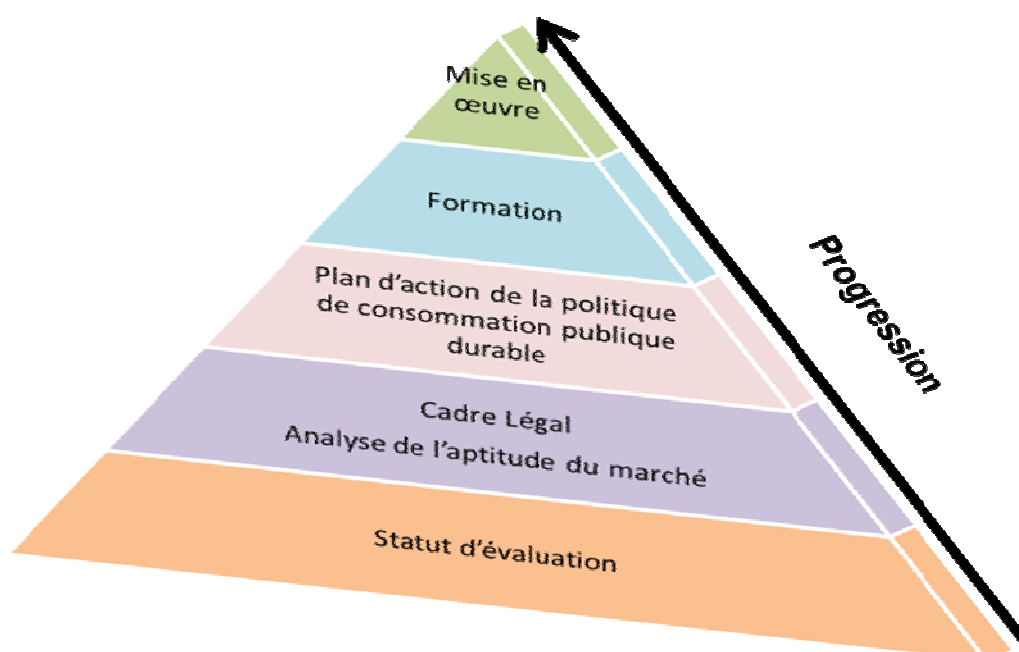 Mise en
œuvre
Formation
Plan d'action de la politique
de consommation publique
durable
Cadre Légal
Analyse de l'aptitude du marché
Statut d'évaluation
Progression